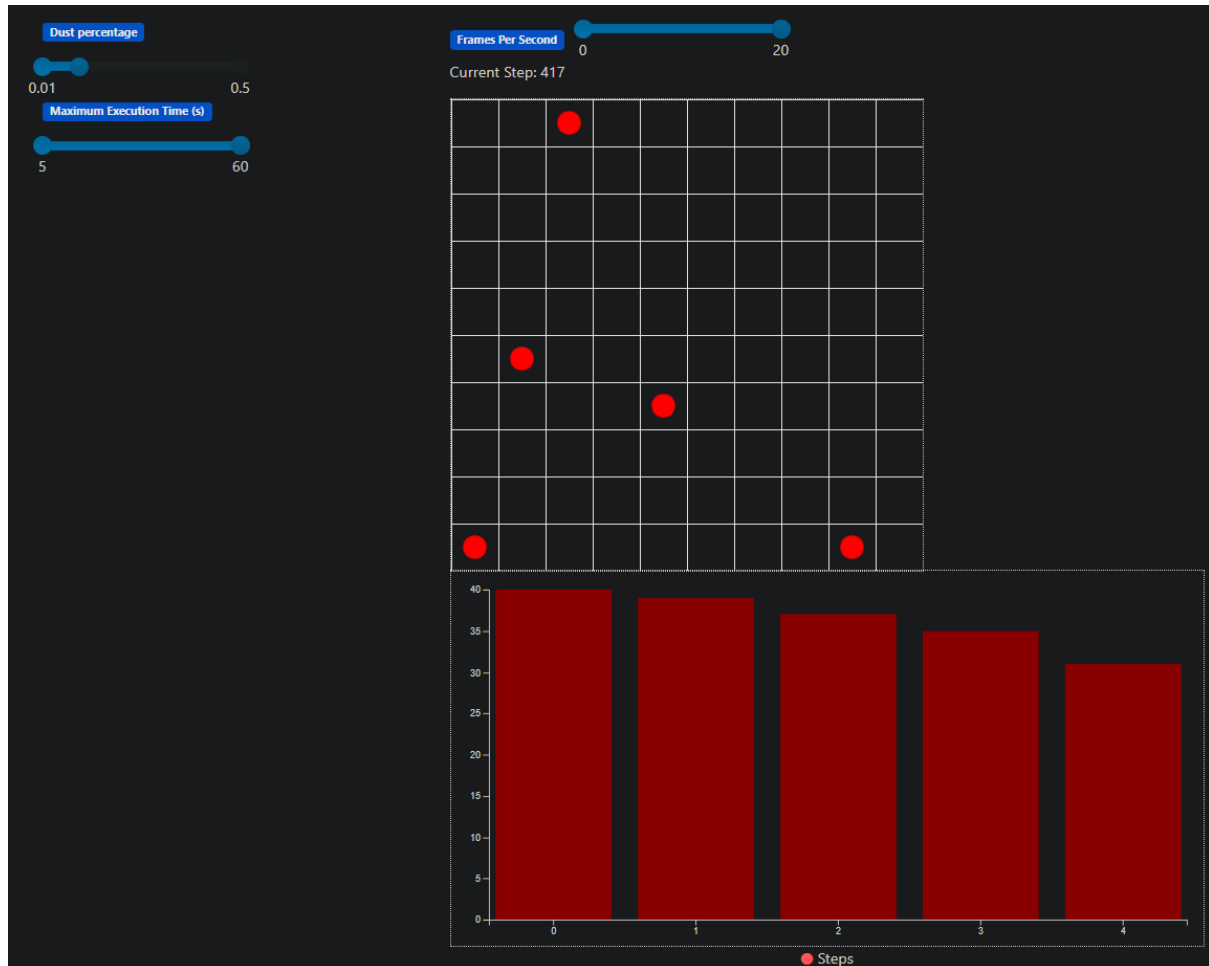 Dust percentage
0.01 0.5
Maximum Execution Time (s)
5 60
Frames Per Second
0 20
Current Step: 417
40
35
30
25
20
15
10
5
0
0 1 2 3 4
Steps